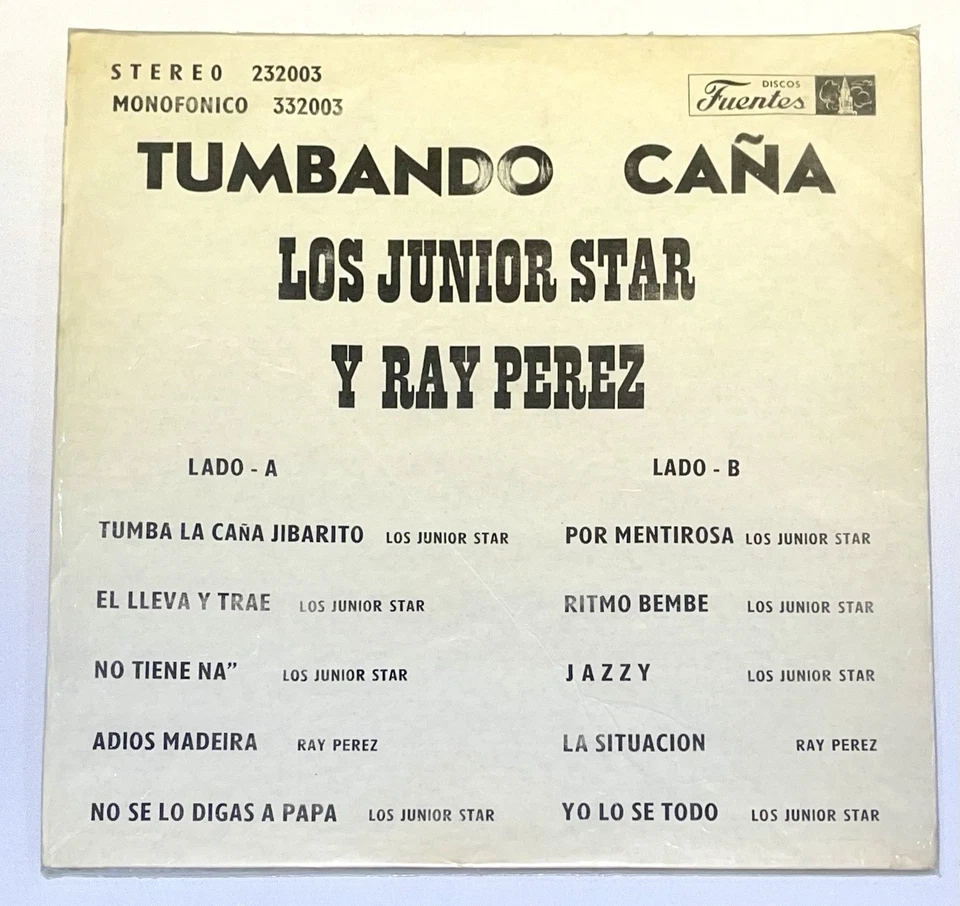 STEREO 232003
MONOFONICO 332003
DISCOS
Fuentes
TUMBANDO CAÑA
LOS JUNIOR STAR
Y RAY PEREZ
LADO - A
TUMBA LA CAÑA JIBARITO LOS JUNIOR STAR
EL LLEVA Y TRAE LOS JUNIOR STAR
NO TIENE NA” LOS JUNIOR STAR
ADIOS MADEIRA RAY PEREZ
NO SE LO DIGAS A PAPA LOS JUNIOR STAR
LADO - B
POR MENTIROSA LOS JUNIOR STAR
RITMO BEMBE LOS JUNIOR STAR
JAZZY LOS JUNIOR STAR
LA SITUACION RAY PEREZ
YO LO SE TODO LOS JUNIOR STAR